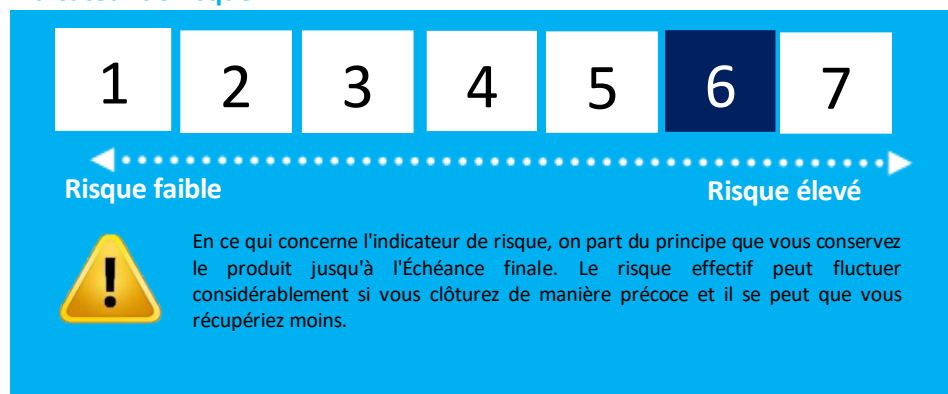 1 2 3 4 5 6 7
Risque faible Risque élevé
En ce qui concerne l'indicateur de risque, on part du principe que vous conservez
le produit jusqu'à l'Échéance finale. Le risque effectif peut fluctuer
considérablement si vous clôturez de manière précoce et il se peut que vous
récupériez moins.